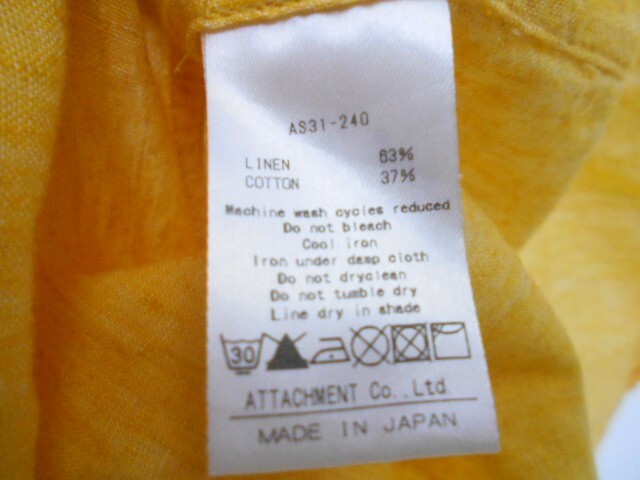 AS31-240
LINEN 63%
COTTON 37%
Machine wash cycles reduced
Do not bleach
Cool iron
Iron under damp cloth
Do not dryclean
Do not tumble dry
Line dry in shade
30
ATTACHMENT Co.,Ltd
MADE IN JAPAN